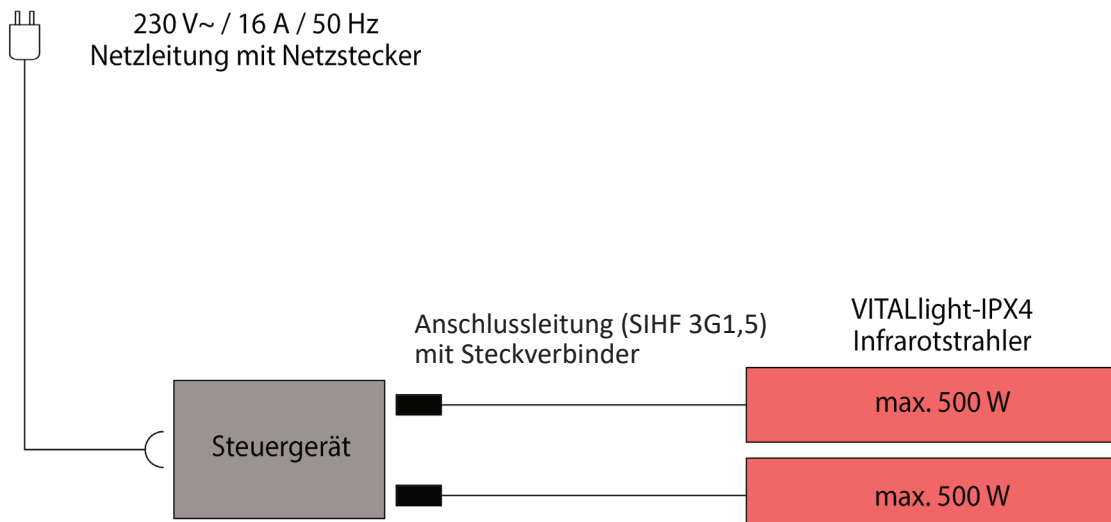 230 V~ / 16 A / 50 Hz
Netzleitung mit Netzstecker
Anschlussleitung (SIHF 3G1,5)
mit Steckverbinder
VITALlight-IPX4
Infrarotstrahler
Steuergerät
max. 500 W
max. 500 W